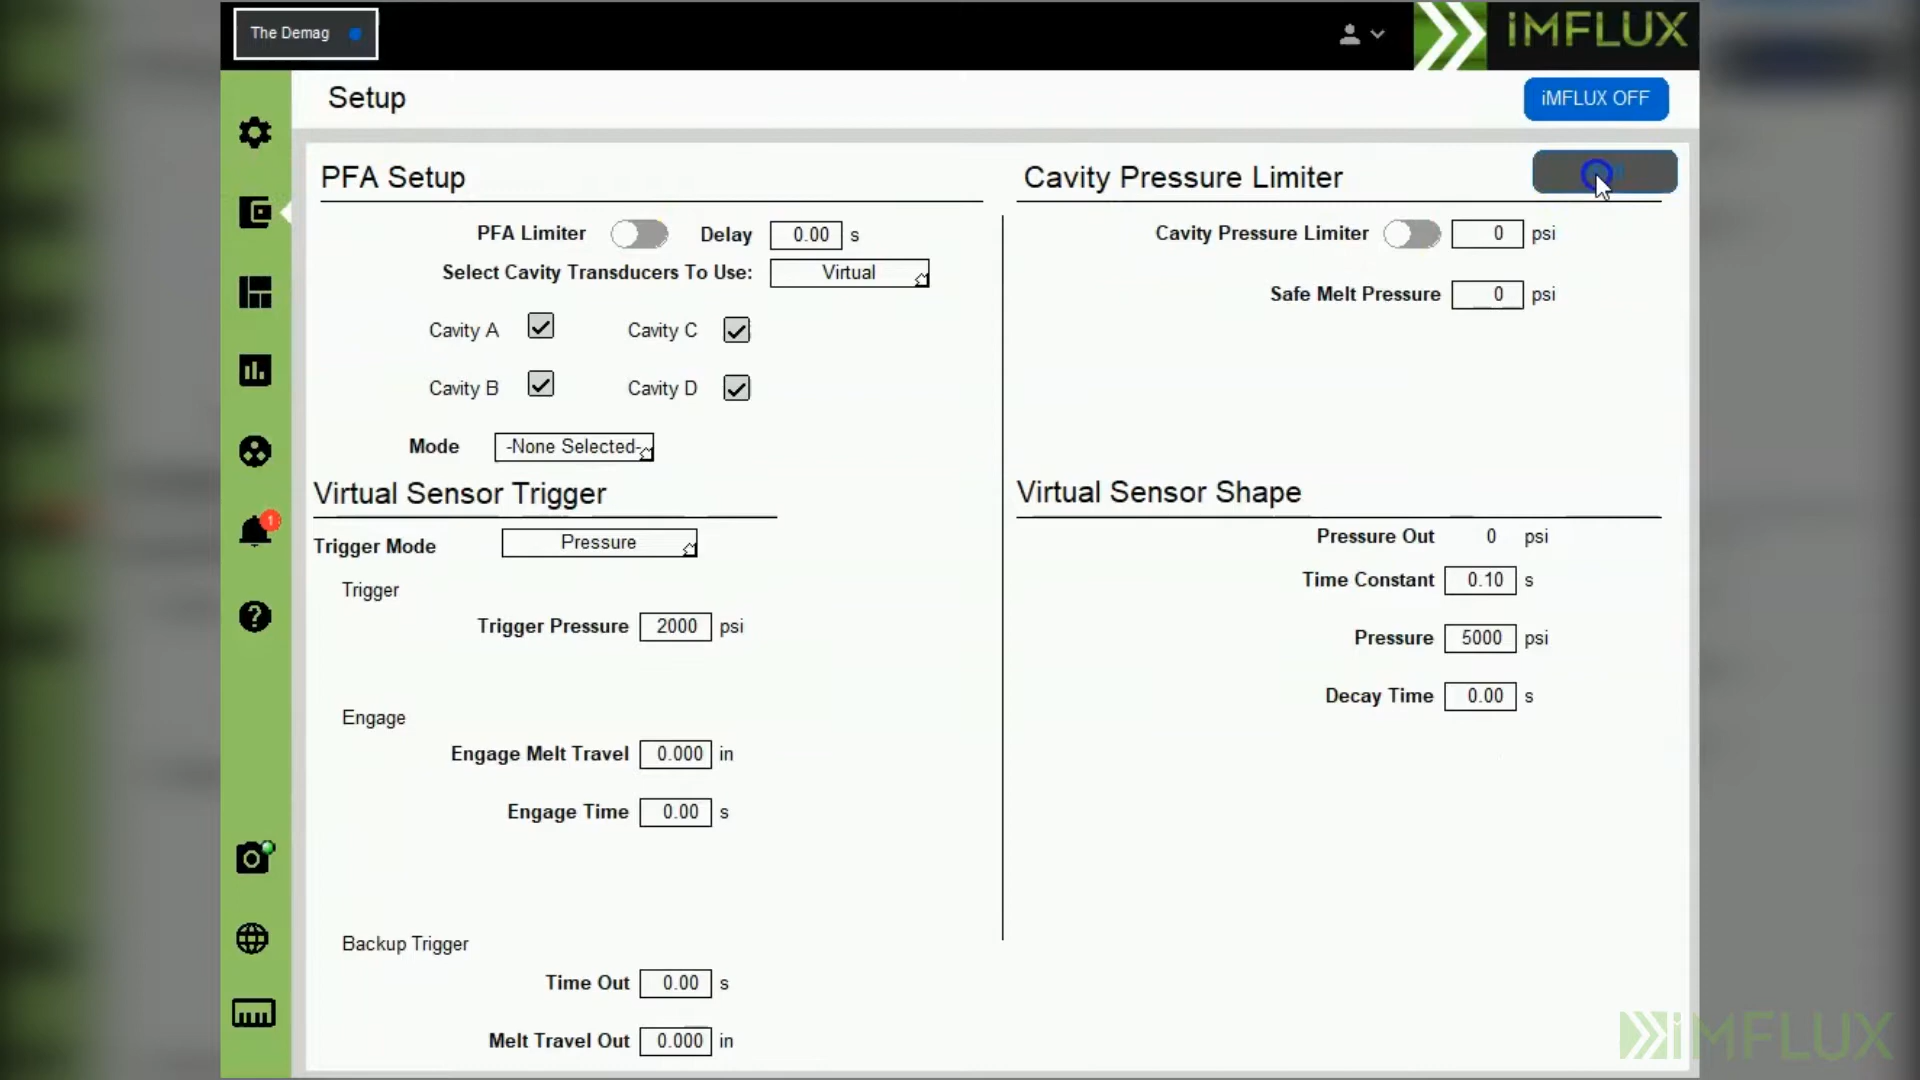 The Demag
iMFLUX
Setup
iMFLUX OFF
PFA Setup
Cavity Pressure Limiter
PFA Limiter
Delay 0.00 s
Cavity Pressure Limiter 0 psi
Select Cavity Transducers To Use: Virtual
Safe Melt Pressure 0 psi
Cavity A
Cavity C
Cavity B
Cavity D
Mode -None Selected-
Virtual Sensor Trigger
Virtual Sensor Shape
Trigger Mode Pressure
Pressure Out 0 psi
Trigger
Time Constant 0.10 s
Trigger Pressure 2000 psi
Pressure 5000 psi
Decay Time 0.00 s
Engage
Engage Melt Travel 0.000 in
Engage Time 0.00 s
Backup Trigger
Time Out 0.00 s
Melt Travel Out 0.000 in
1
iMFLUX